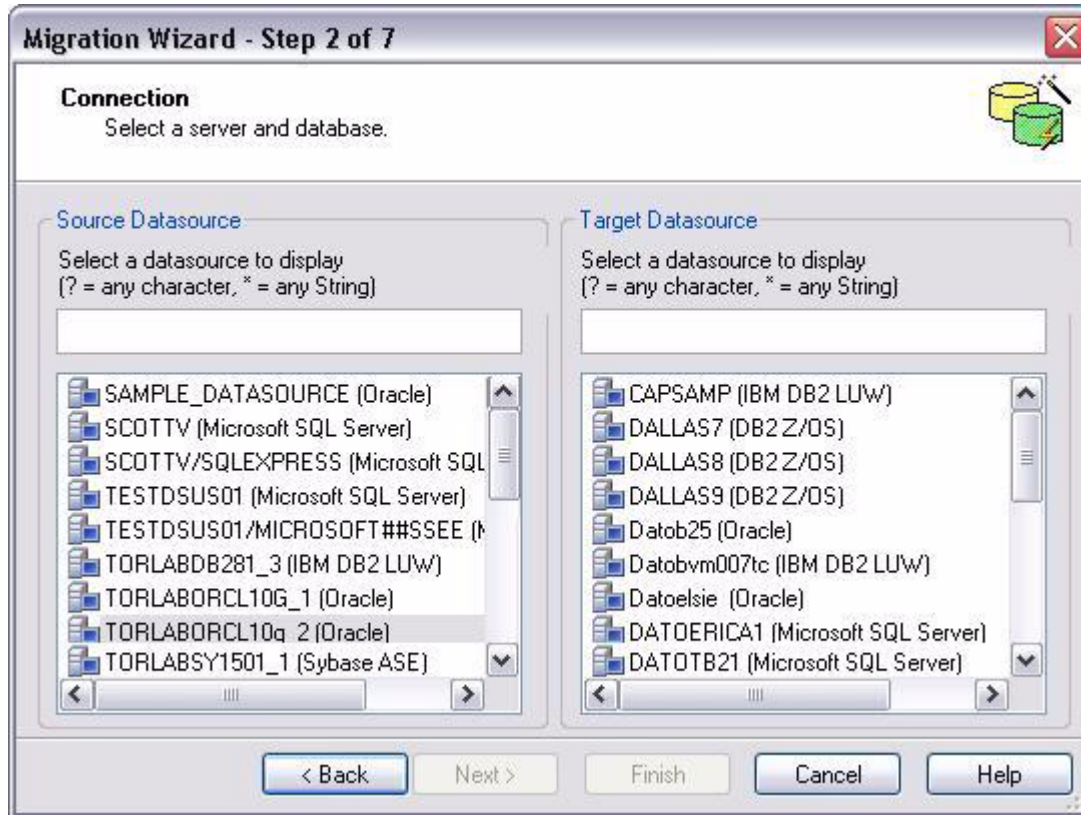 Migration Wizard - Step 2 of 7
Connection
Select a server and database.
Source Datasource
Select a datasource to display
(? = any character, * = any String)
SAMPLE_DATASOURCE (Oracle)
SCOTTV (Microsoft SQL Server)
SCOTTV/SQLEXPRESS (Microsoft SQL
TESTDSUS01 (Microsoft SQL Server)
TESTDSUS01/MICROSOFT##SSEE (M
TORLABDB281_3 (IBM DB2 LUW)
TORLABORCL10G_1 (Oracle)
TORLABORCL10g_2 (Oracle)
TORLABSY1501_1 (Sybase ASE)
Target Datasource
Select a datasource to display
(? = any character, * = any String)
CAPSAMP (IBM DB2 LUW)
DALLAS7 (DB2 Z/OS)
DALLAS8 (DB2 Z/OS)
DALLAS9 (DB2 Z/OS)
Datob25 (Oracle)
Datobvm007tc (IBM DB2 LUW)
Datoelsie (Oracle)
DATOERICA1 (Microsoft SQL Server)
DATOTB21 (Microsoft SQL Server)
< Back
Next >
Finish
Cancel
Help